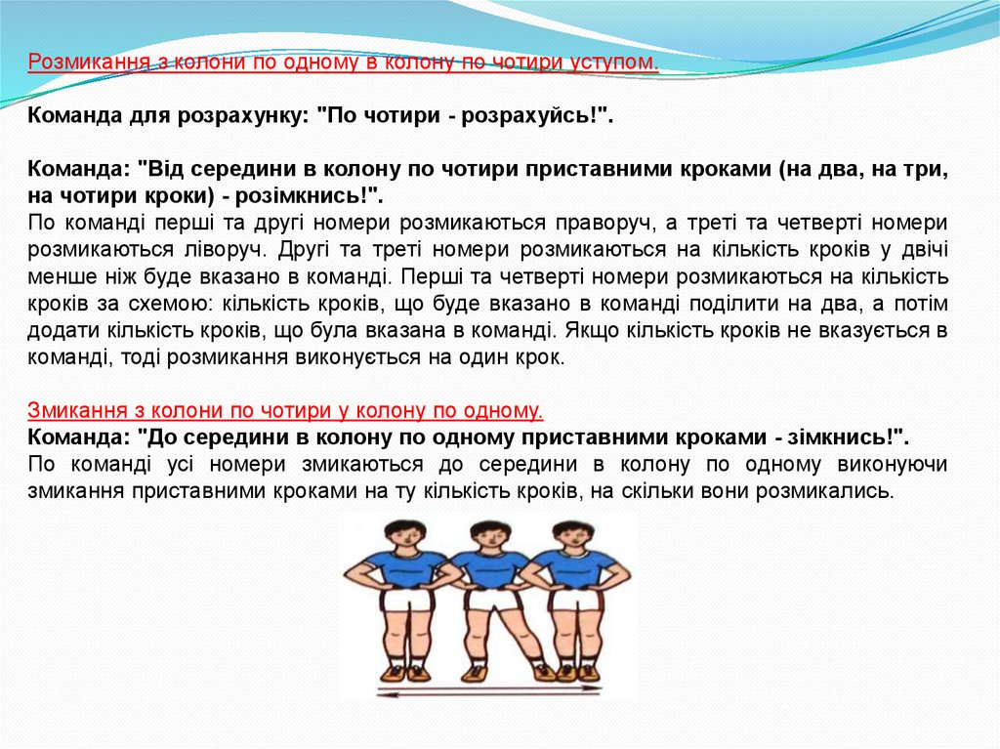 Розмикання з колони по одному в колону по чотири уступом.
Команда для розрахунку: "По чотири - розрахуйсь!".
Команда: "Від середини в колону по чотири приставними кроками (на два, на три,
на чотири кроки) - розімкнись!".
По команді перші та другі номери розмикаються праворуч, а треті та четверті номери
розмикаються ліворуч. Другі та треті номери розмикаються на кількість кроків у двічі
менше ніж буде вказано в команді. Перші та четверті номери розмикаються на кількість
кроків за схемою: кількість кроків, що буде вказано в команді поділити на два, а потім
додати кількість кроків, що була вказана в команді. Якщо кількість кроків не вказується в
команді, тоді розмикання виконується на один крок.
Змикання з колони по чотири у колону по одному.
Команда: "До середини в колону по одному приставними кроками - зімкнись!".
По команді усі номери змикаються до середини в колону по одному виконуючи
змикання приставними кроками на ту кількість кроків, на скільки вони розмикались.